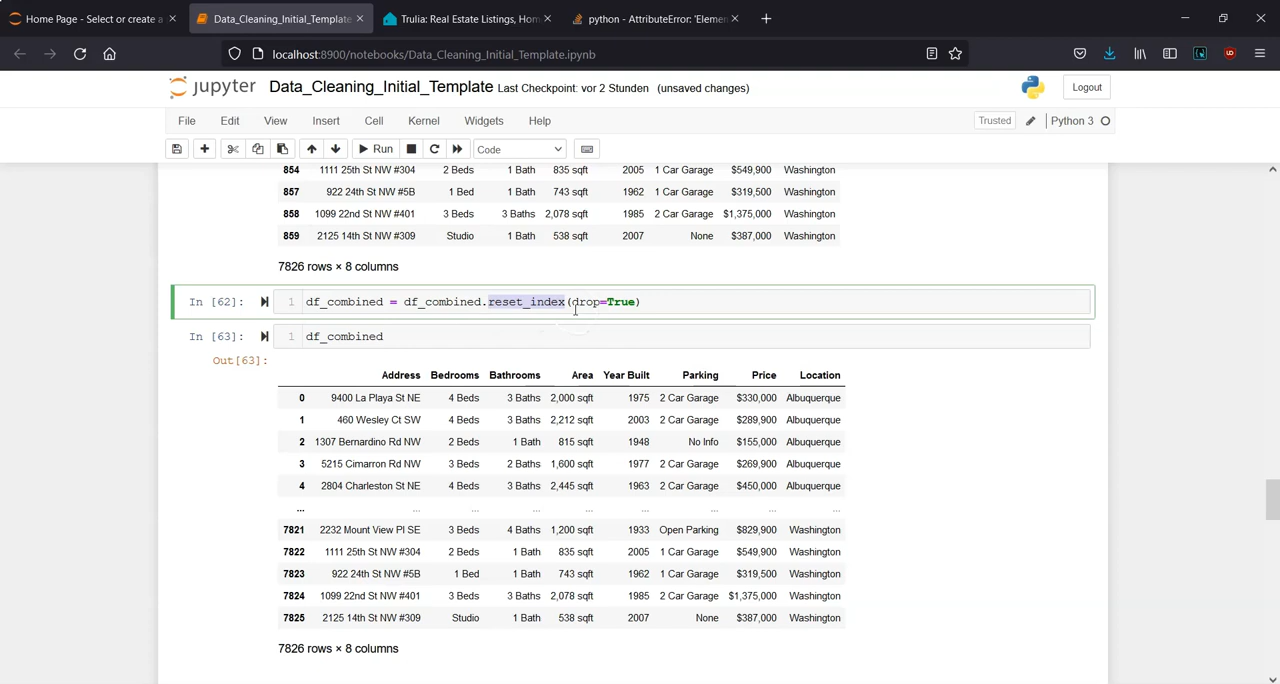 Home Page - Select or create a
Data_Cleaning_Initial_Template
Trulia: Real Estate Listings, Hom
python - AttributeError: 'Elemen
localhost:8900/notebooks/Data_Cleaning_Initial_Template.ipynb
jupyter Data_Cleaning_Initial_Template Last Checkpoint: vor 2 Stunden (unsaved changes) Logout
File Edit View Insert Cell Kernel Widgets Help Trusted Python 3
Run Code
854 1111 25th St NW #304 2 Beds 1 Bath 835 sqft 2005 1 Car Garage $549,900 Washington
857 922 24th St NW #5B 1 Bed 1 Bath 743 sqft 1962 1 Car Garage $319,500 Washington
858 1099 22nd St NW #401 3 Beds 3 Baths 2,078 sqft 1985 2 Car Garage $1,375,000 Washington
859 2125 14th St NW #309 Studio 1 Bath 538 sqft 2007 None $387,000 Washington
7826 rows × 8 columns
In [62]: 1 df_combined = df_combined.reset_index(drop=True)
In [63]: 1 df_combined
Out[63]:
Address Bedrooms Bathrooms Area Year Built Parking Price Location
0 9400 La Playa St NE 4 Beds 3 Baths 2,000 sqft 1975 2 Car Garage $330,000 Albuquerque
1 460 Wesley Ct SW 4 Beds 3 Baths 2,212 sqft 2003 2 Car Garage $289,900 Albuquerque
2 1307 Bernardino Rd NW 2 Beds 1 Bath 815 sqft 1948 No Info $155,000 Albuquerque
3 5215 Cimarron Rd NW 3 Beds 2 Baths 1,600 sqft 1977 2 Car Garage $269,900 Albuquerque
4 2804 Charleston St NE 4 Beds 3 Baths 2,445 sqft 1963 2 Car Garage $450,000 Albuquerque
... ... ... ... ... ... ... ... ...
7821 2232 Mount View Pl SE 3 Beds 4 Baths 1,200 sqft 1933 Open Parking $829,900 Washington
7822 1111 25th St NW #304 2 Beds 1 Bath 835 sqft 2005 1 Car Garage $549,900 Washington
7823 922 24th St NW #5B 1 Bed 1 Bath 743 sqft 1962 1 Car Garage $319,500 Washington
7824 1099 22nd St NW #401 3 Beds 3 Baths 2,078 sqft 1985 2 Car Garage $1,375,000 Washington
7825 2125 14th St NW #309 Studio 1 Bath 538 sqft 2007 None $387,000 Washington
7826 rows × 8 columns